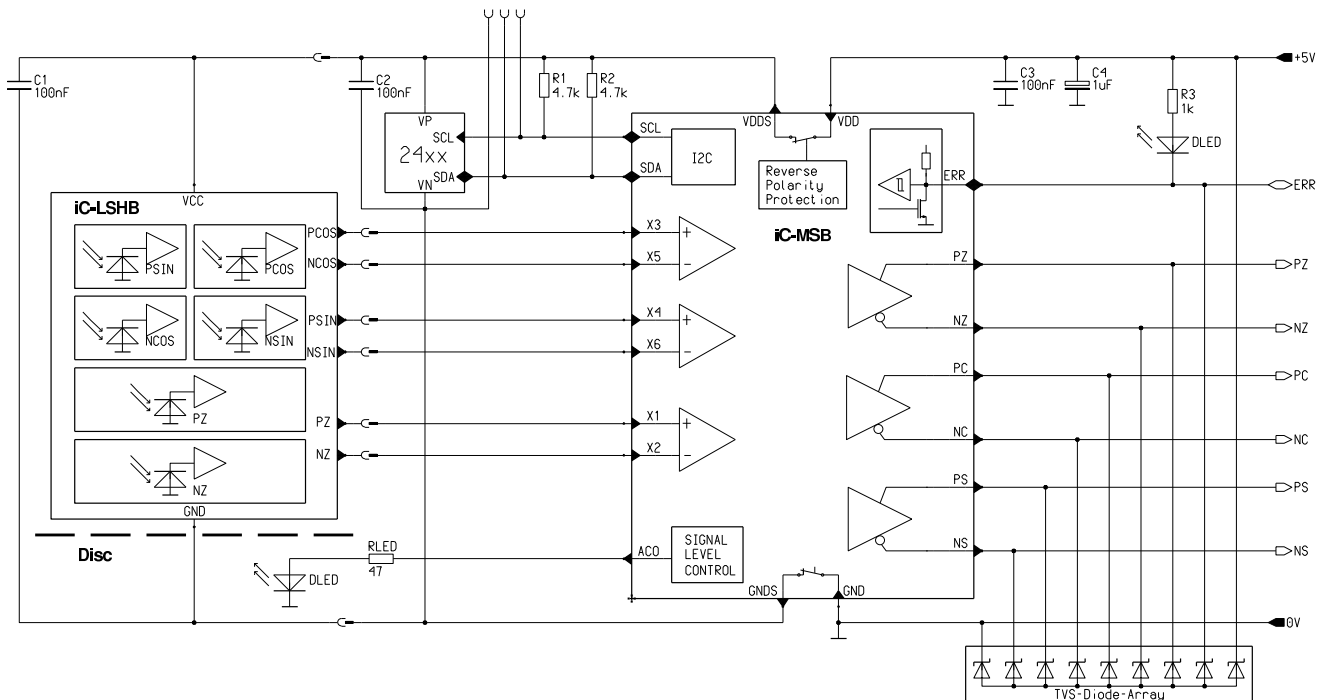 +5V
C1
100nF
C2
100nF
R1
4.7k
R2
4.7k
C3
100nF
C4
1uF
R3
1k
DLED
VP
SCL
24xx
SDA
VN
SCL
SDA
I2C
VDDS
VDD
Reverse
Polarity
Protection
ERR
ERR
iC-MSB
VCC
iC-LSHB
PSIN
PCOS
NCOS
NSIN
PZ
NZ
PCOS
NCOS
PSIN
NSIN
PZ
NZ
GND
X3
+
X5
-
X4
+
X6
-
X1
+
X2
-
PZ
PZ
NZ
NZ
PC
PC
NC
NC
PS
PS
NS
NS
Disc
RLED
47
DLED
ACO
SIGNAL
LEVEL
CONTROL
GNDS
GND
0V
TVS-Diode-Array